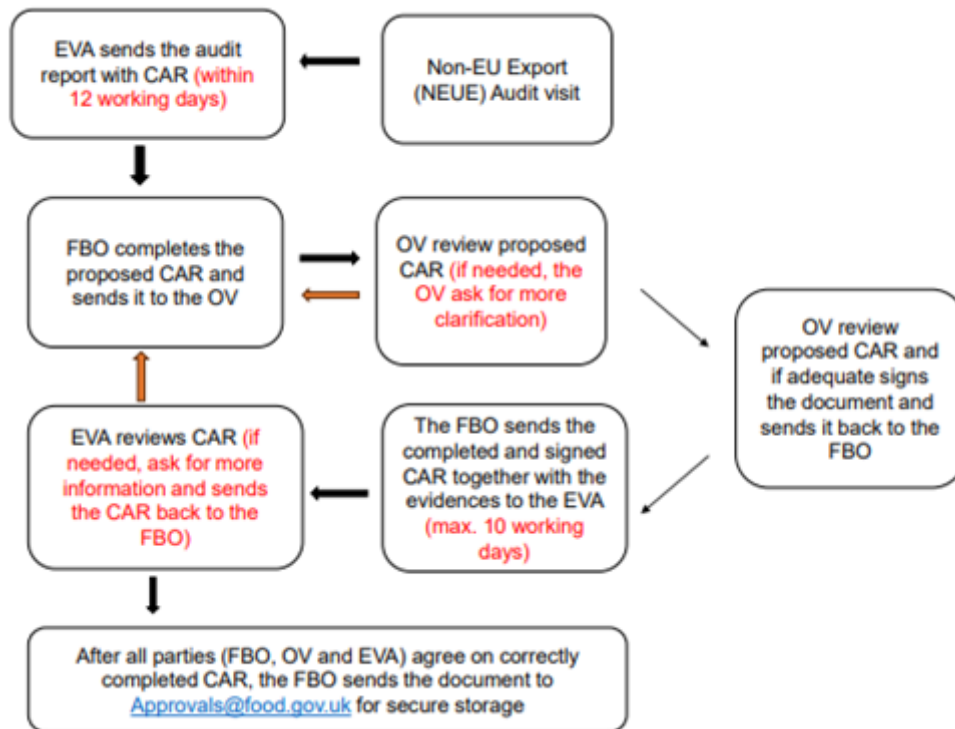 EVA sends the audit
report with CAR (within
12 working days)
Non-EU Export
(NEUE) Audit visit
FBO completes the
proposed CAR and
sends it to the OV
OV review proposed
CAR (if needed, the
OV ask for more
clarification)
OV review
proposed CAR and
if adequate signs
the document and
sends it back to the
FBO
EVA reviews CAR (if
needed, ask for more
information and sends
the CAR back to the
FBO)
The FBO sends the
completed and signed
CAR together with the
evidences to the EVA
(max. 10 working
days)
After all parties (FBO, OV and EVA) agree on correctly
completed CAR, the FBO sends the document to
Approvals@food.gov.uk for secure storage